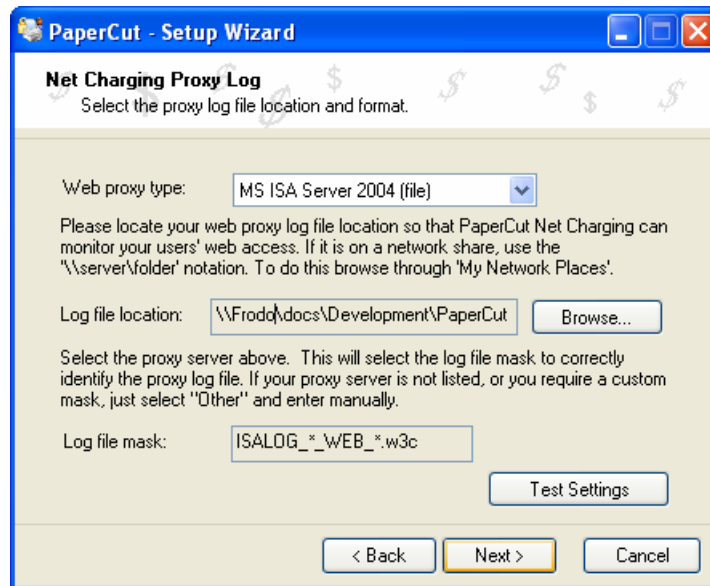 PaperCut - Setup Wizard
Net Charging Proxy Log
Select the proxy log file location and format.
Web proxy type: MS ISA Server 2004 (file)
Please locate your web proxy log file location so that PaperCut Net Charging can
monitor your users' web access. If it is on a network share, use the
'\\server\folder' notation. To do this browse through 'My Network Places'.
Log file location: \\Frodo\docs\Development\PaperCut Browse...
Select the proxy server above. This will select the log file mask to correctly
identify the proxy log file. If your proxy server is not listed, or you require a custom
mask, just select "Other" and enter manually.
Log file mask: ISALOG_*_WEB_*.w3c
Test Settings
< Back Next > Cancel